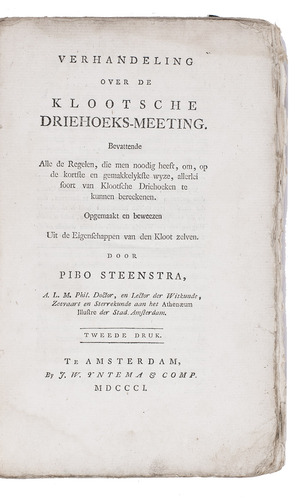 VERHANDELING
OVER DE
KLOOTSCHE
DRIEHOEKS-MEETING.
Bevattende
Alle de Regelen, die men noodig heeft, om, op
de kortste en gemakkelykste wyze, allerlei
soort van Klootsche Driehoeken te
kunnen bereekenen.
Opgemaakt en beweezen
Uit de Eigenschappen van den Kloot zelven.
DOOR
PIBO STEENSTRA,
A. L. M. Phil. Doctor, en Lector der Wiskunde,
Zeevaart en Sterrekunde aan het Athenæum
Illustre der Stad Amsterdam.
TWEEDE DRUK.
TE AMSTERDAM,
By J. W. YNTEMA & COMP.
MDCCCI.